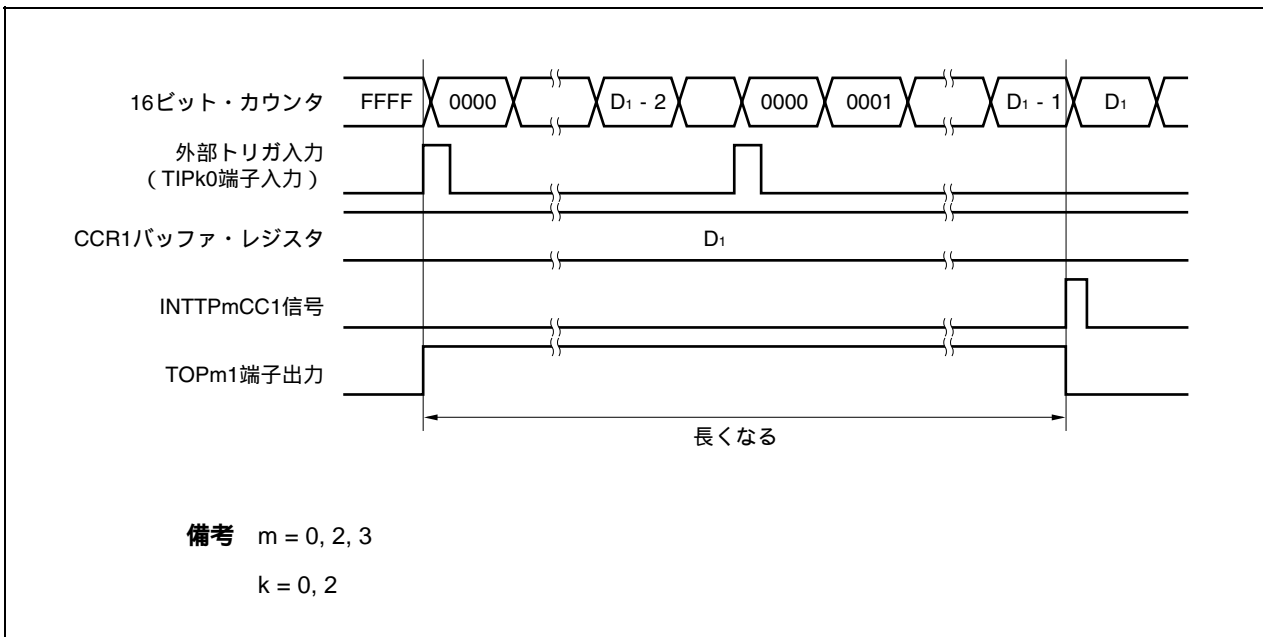 16ビット・カウンタ FFFF 0000 D1 - 2 0000 0001 D1 - 1 D1
外部トリガ入力
（TIPk0端子入力）
CCR1バッファ・レジスタ D1
INTTPmCC1信号
TOPm1端子出力
長くなる
備考 m = 0, 2, 3
k = 0, 2